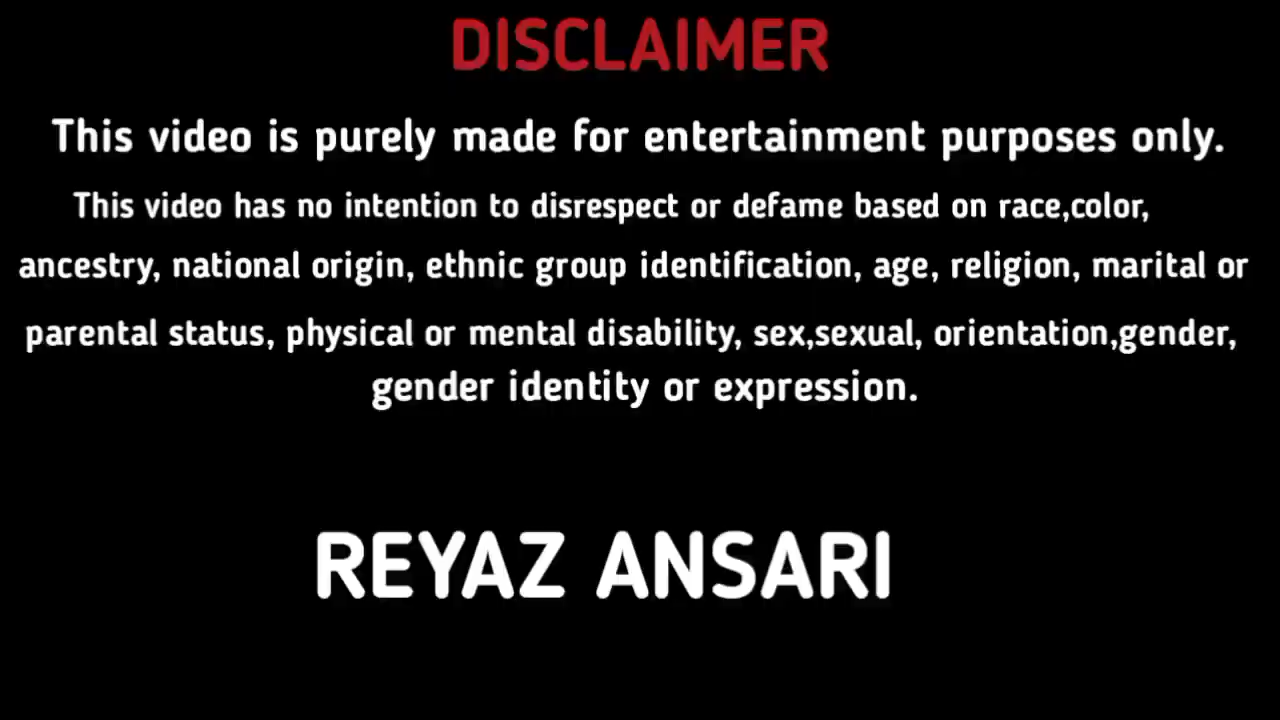 DISCLAIMER
This video is purely made for entertainment purposes only.
This video has no intention to disrespect or defame based on race,color,
ancestry, national origin, ethnic group identification, age, religion, marital or
parental status, physical or mental disability, sex,sexual, orientation,gender,
gender identity or expression.
REYAZ ANSARI